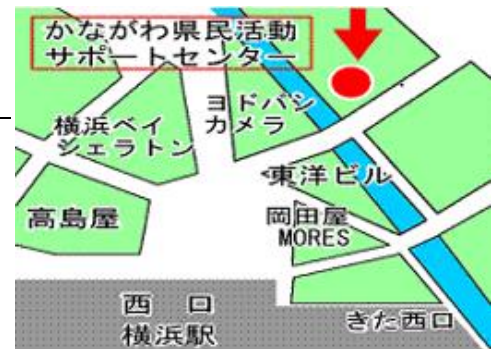 かながわ県民活動
サポートセンター
ヨドバシ
カメラ
横浜ベイ
シェラトン
東洋ビル
高島屋
岡田屋
MORES
西 口
横浜駅
きた西口